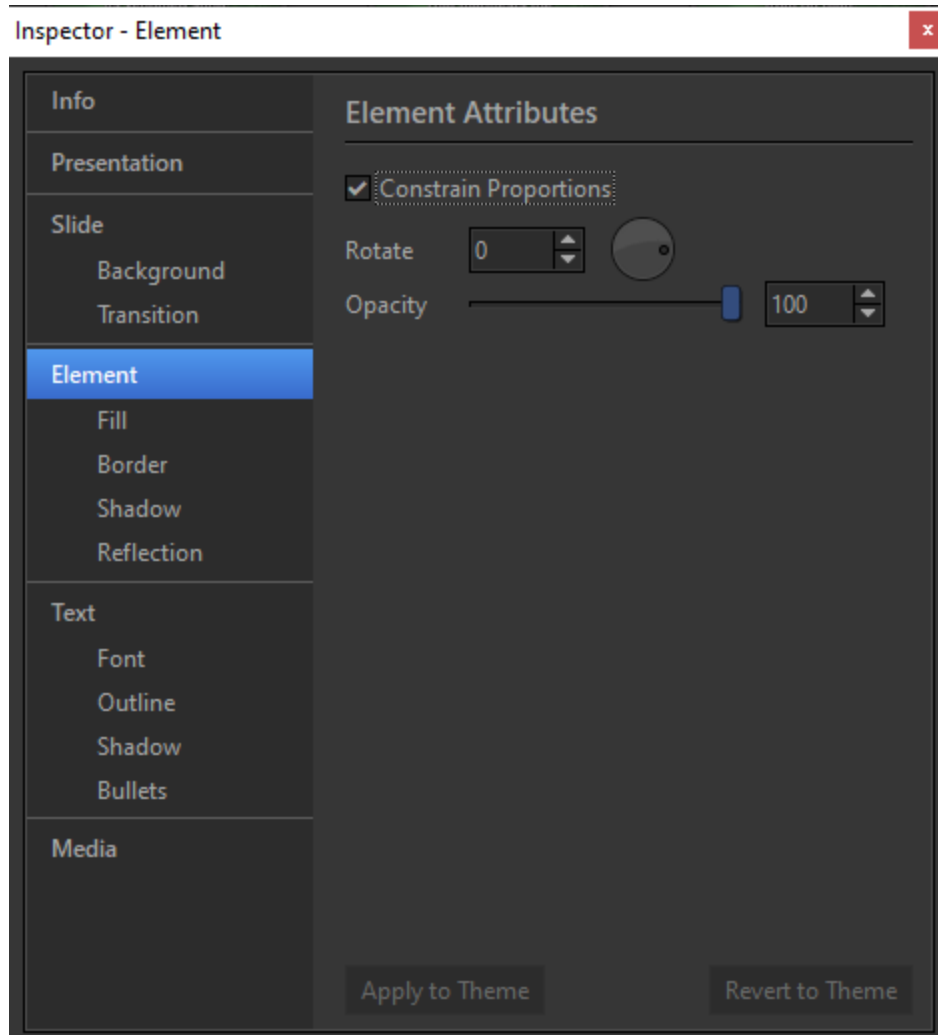 Inspector - Element
x
Info
Presentation
Slide
Background
Transition
Element
Fill
Border
Shadow
Reflection
Text
Font
Outline
Shadow
Bullets
Media
Element Attributes
Constrain Proportions
Rotate 0
Opacity 100
Apply to Theme Revert to Theme